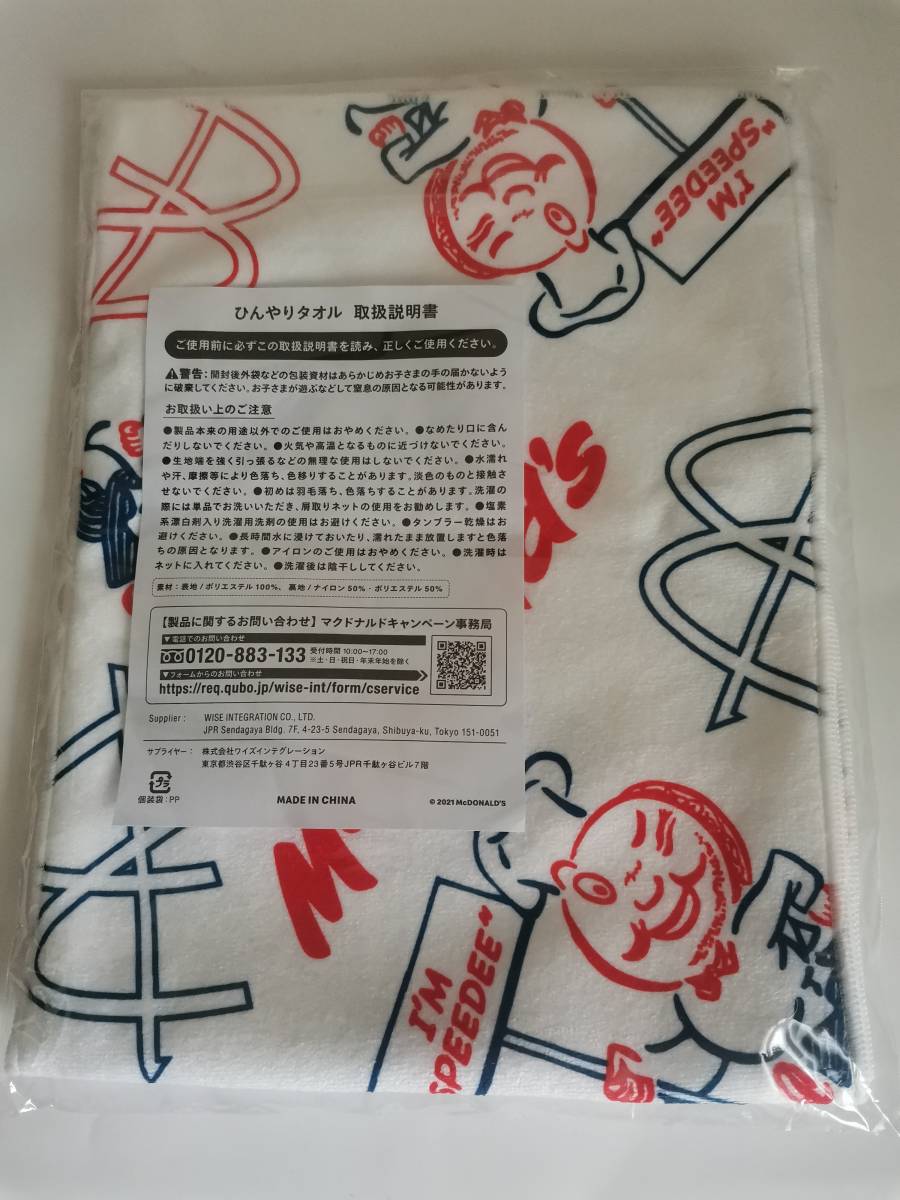 I'M
"SPEEDEE"
ひんやりタオル 取扱説明書
ご使用前に必ずこの取扱説明書を読み、正しくご使用ください。
⚠警告:開封後外袋などの包装資材はあらかじめお子さまの手の届かないよう
に破棄してください。お子さまが遊ぶなどして窒息の原因となる可能性があります。
お取扱い上のご注意
●製品本来の用途以外でのご使用はおやめください。●なめたり口に含ん
だりしないでください。●火気や高温となるものに近づけないでください。
●生地端を強く引っ張るなどの無理な使用はしないでください。●水濡れ
や汗、摩擦等により色落ち、色移りすることがあります。淡色のものと接触さ
せないでください。●初めは羽毛落ち、色落ちすることがあります。洗濯の
際には単品でお洗いいただき、屑取りネットの使用をお勧めします。●塩素
系漂白剤入り洗濯用洗剤の使用はお避けください。●タンブラー乾燥はお
避けください。●長時間水に浸けておいたり、濡れたまま放置しますと色落
ちの原因となります。●アイロンのご使用はおやめください。●洗濯時は
ネットに入れてください。●洗濯後は陰干ししてください。
素材:表地/ポリエステル100%、裏地/ナイロン50%・ポリエステル50%
【製品に関するお問い合わせ】マクドナルドキャンペーン事務局
▼電話でのお問い合わせ
0120-883-133 受付時間 10:00~17:00
※土・日・祝日・年末年始を除く
▼フォームからのお問い合わせ
https://req.qubo.jp/wise-int/form/cservice
Supplier: WISE INTEGRATION CO., LTD.
JPR Sendagaya Bldg. 7F, 4-23-5 Sendagaya, Shibuya-ku, Tokyo 151-0051
サプライヤー: 株式会社ワイズインテグレーション
東京都渋谷区千駄ヶ谷4丁目23番5号JPR千駄ヶ谷ビル7階
プラ
個装袋:PP
MADE IN CHINA
© 2021 McDONALD'S
I'M
"SPEEDEE"